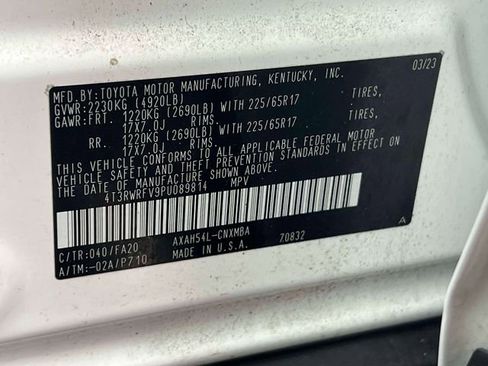 MFD.BY:TOYOTA MOTOR MANUFACTURING, KENTUCKY, INC. 03/23
GVWR:2230KG (4920LB)
GAWR:FRT. 1220KG (2690LB) WITH 225/65R17 TIRES,
17X7.0J RIMS.
RR. 1220KG (2690LB) WITH 225/65R17 TIRES,
17X7.0J RIMS.
THIS VEHICLE CONFORMS TO ALL APPLICABLE FEDERAL MOTOR
VEHICLE SAFETY STANDARDS IN EFFECT ON
THE DATE OF MANUFACTURE SHOWN ABOVE.
4T3RWRFV9PU089814 MPV
C/TR:040/FA20 AXAH54L-CNXMBA A
A/TM:-02A/P710 MADE IN U.S.A. 70832